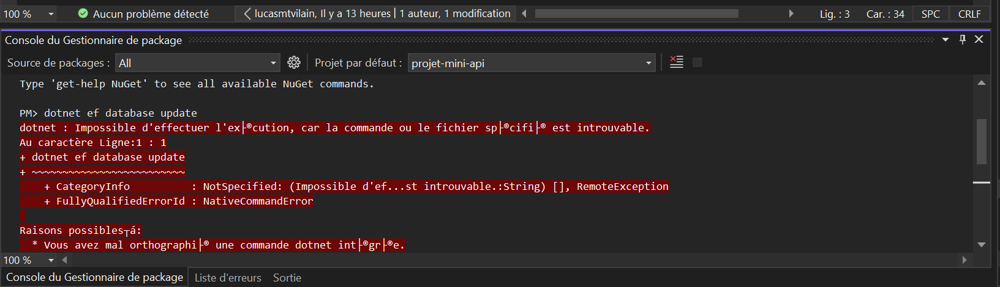 100 % Aucun problème détecté lucasmtvilain, Il y a 13 heures | 1 auteur, 1 modification Lig. : 3 Car. : 34 SPC CRLF
Console du Gestionnaire de package
Source de packages : All Projet par défaut : projet-mini-api
Type 'get-help NuGet' to see all available NuGet commands.
PM> dotnet ef database update
dotnet : Impossible d'effectuer l'ex├®cution, car la commande ou le fichier sp├®cifi├® est introuvable.
Au caractère Ligne:1 : 1
+ dotnet ef database update
+ ~~~~~~~~~~~~~~~~~~~~~~~~~
+ CategoryInfo : NotSpecified: (Impossible d'ef...st introuvable.:String) [], RemoteException
+ FullyQualifiedErrorId : NativeCommandError
Raisons possibles┬á:
* Vous avez mal orthographi├® une commande dotnet int├®gr├®e.
100 %
Console du Gestionnaire de package Liste d'erreurs Sortie